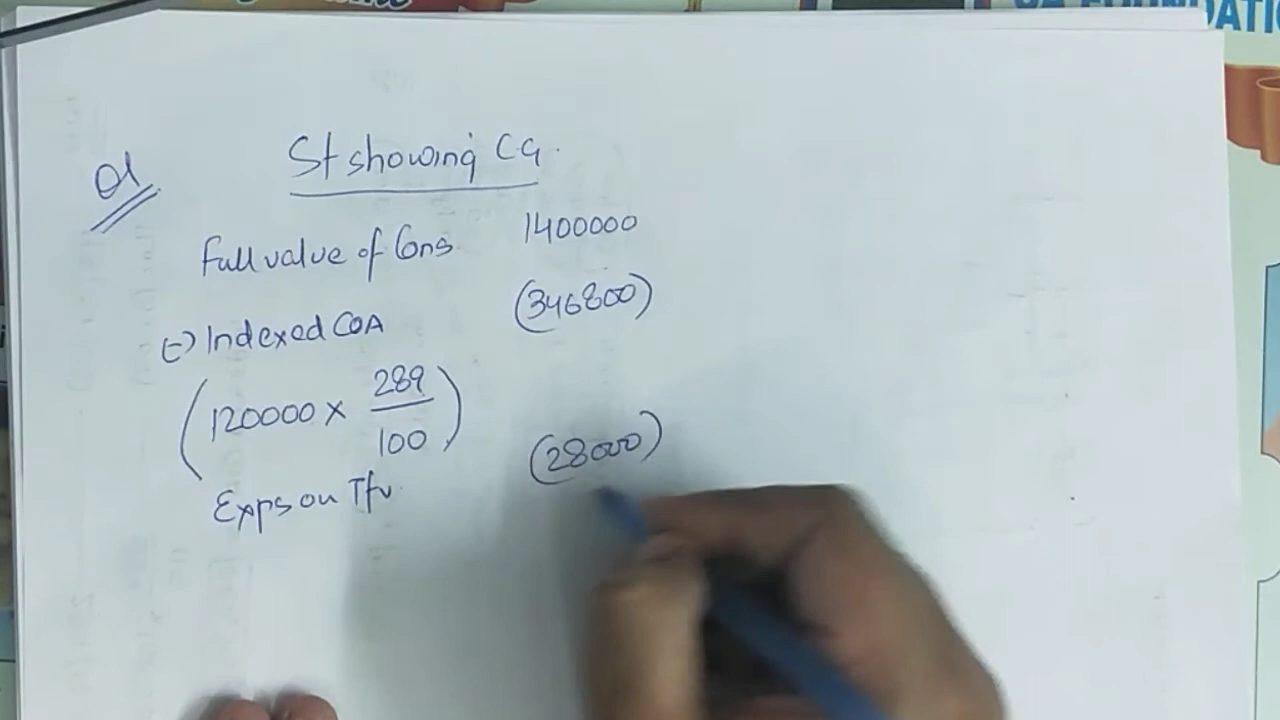 Q1
St showing CG.
Full value of Cons 1400000
(-) Indexed COA (346800)
(120000 × 289/100)
Exps on Tfr (28000)
DATIO